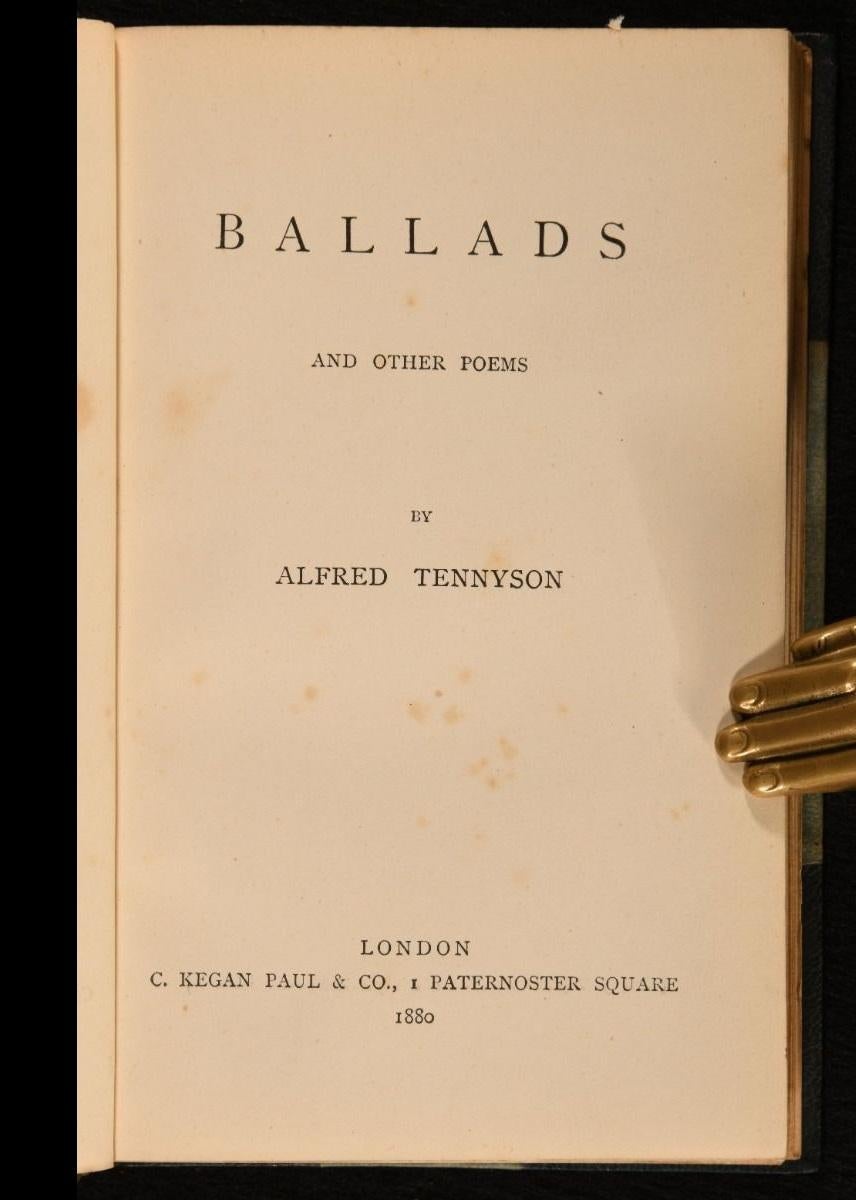 BALLADS
AND OTHER POEMS
BY
ALFRED TENNYSON
LONDON
C. KEGAN PAUL & CO., 1 PATERNOSTER SQUARE
1880